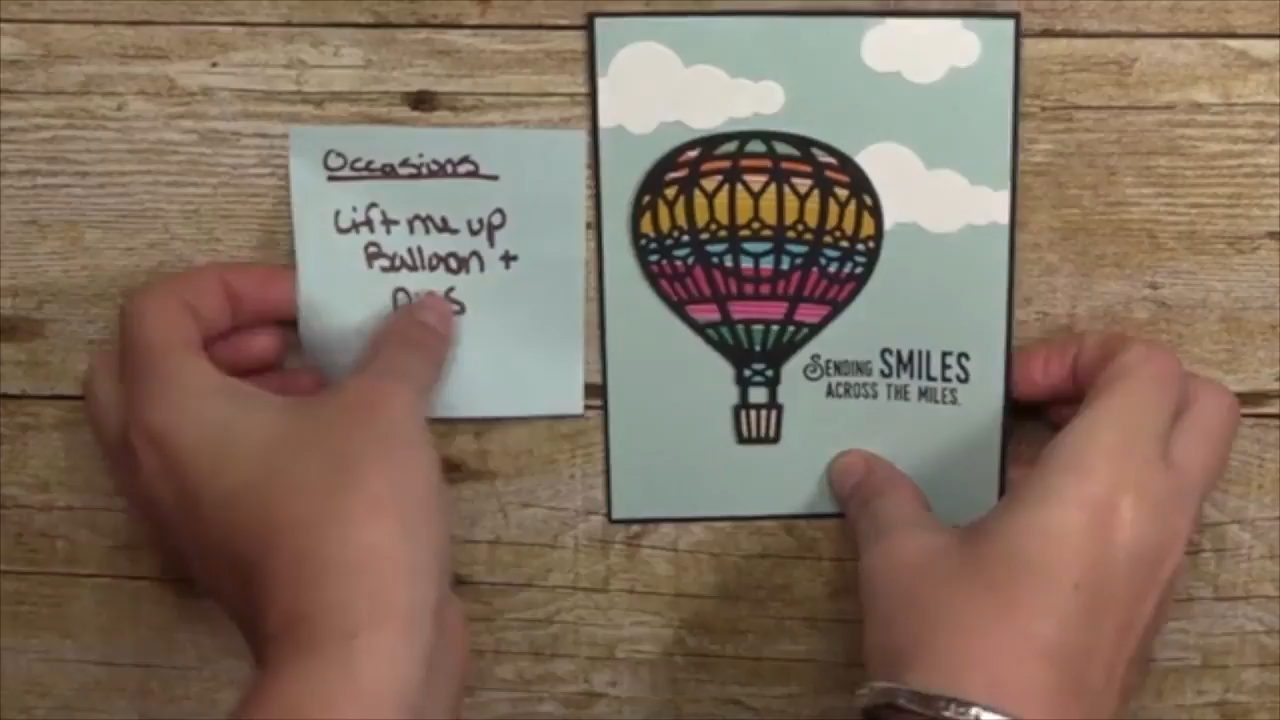 Occasions
Lift me up
Balloon +
SENDING SMILES
ACROSS THE MILES.